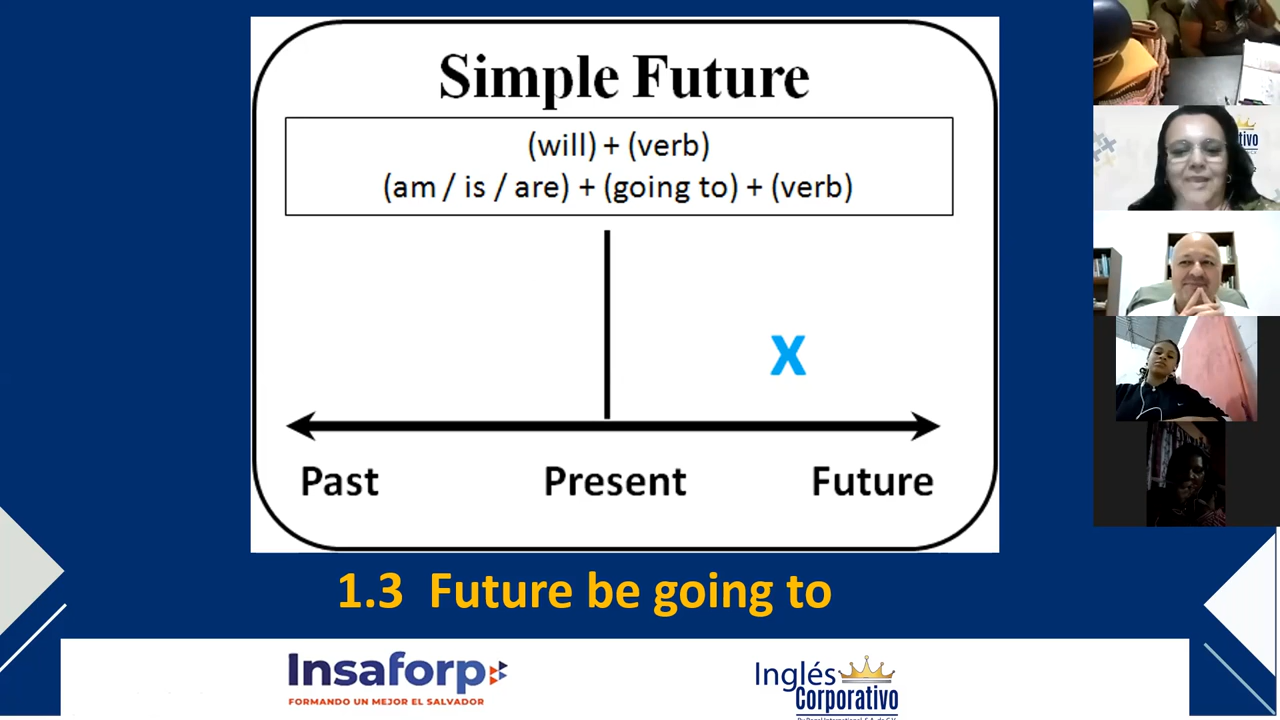 Simple Future
(will) + (verb)
(am / is / are) + (going to) + (verb)
X
Past Present Future
1.3 Future be going to
Insaforp
FORMANDO UN MEJOR EL SALVADOR
Inglés
Corporativo
tivo